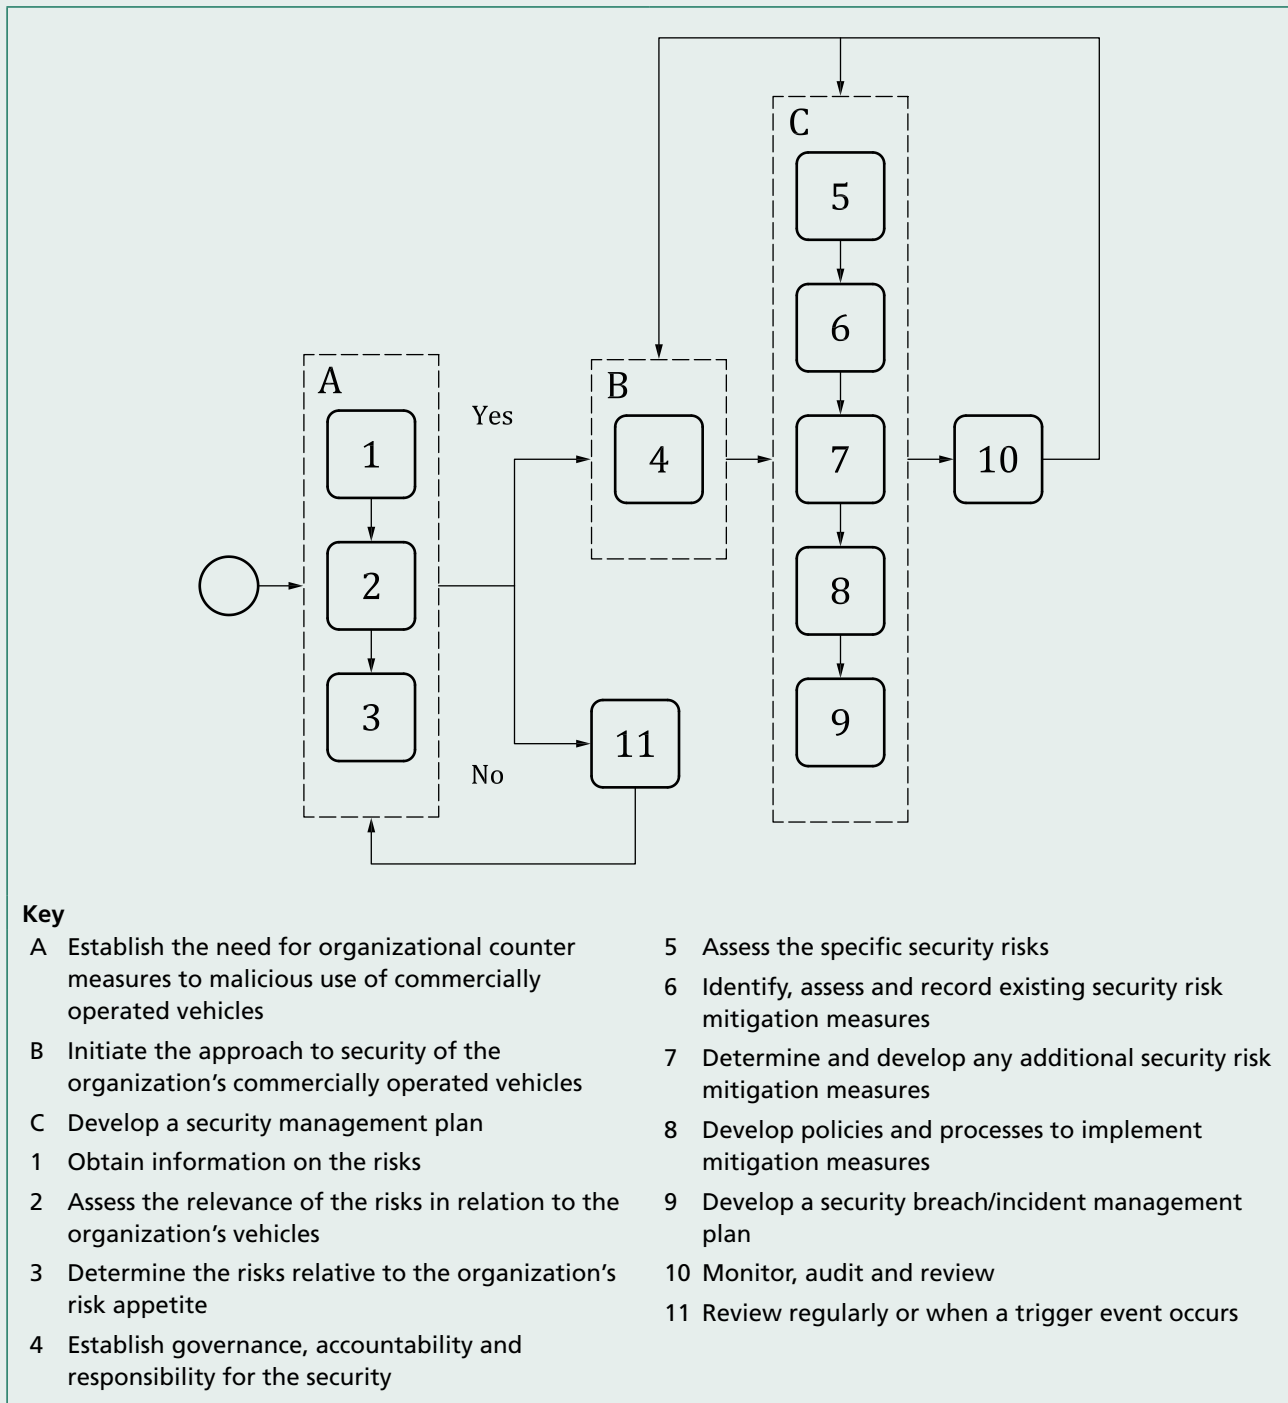 C
5
6
A
B
Yes
1
4
7
10
2
8
3
9
11
No
Key
A Establish the need for organizational counter
measures to malicious use of commercially
operated vehicles
B Initiate the approach to security of the
organization’s commercially operated vehicles
C Develop a security management plan
1 Obtain information on the risks
2 Assess the relevance of the risks in relation to the
organization’s vehicles
3 Determine the risks relative to the organization’s
risk appetite
4 Establish governance, accountability and
responsibility for the security
5 Assess the specific security risks
6 Identify, assess and record existing security risk
mitigation measures
7 Determine and develop any additional security risk
mitigation measures
8 Develop policies and processes to implement
mitigation measures
9 Develop a security breach/incident management
plan
10 Monitor, audit and review
11 Review regularly or when a trigger event occurs